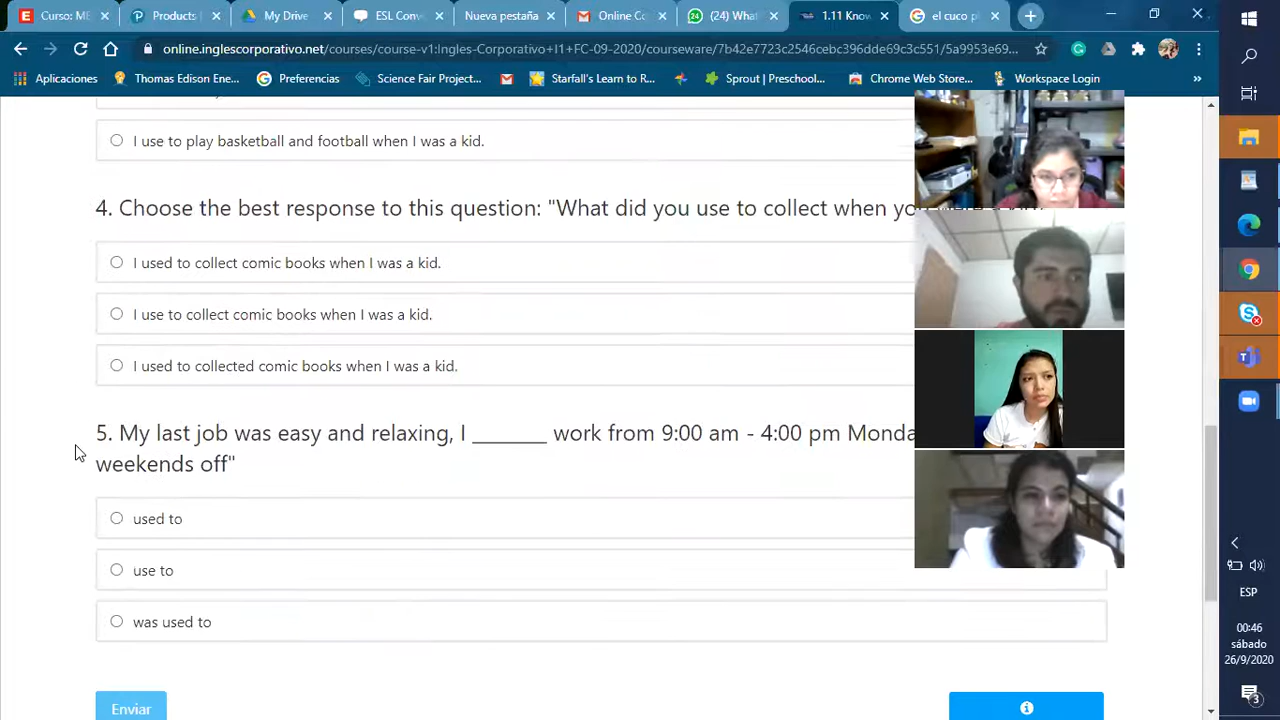 Curso: ME
Products
My Drive
ESL Conv
Nueva pestaña
Online Co
(24) What
1.11 Know
el cuco p
online.inglescorporativo.net/courses/course-v1:Ingles-Corporativo+I1+FC-09-2020/courseware/7b42e7723c2546cebc396dde69c3c551/5a9953e69...
Aplicaciones
Thomas Edison Ene...
Preferencias
Science Fair Project...
Starfall's Learn to R...
Sprout | Preschool...
Chrome Web Store...
Workspace Login
»
I use to play basketball and football when I was a kid.
4. Choose the best response to this question: "What did you use to collect when you
I used to collect comic books when I was a kid.
I use to collect comic books when I was a kid.
I used to collected comic books when I was a kid.
5. My last job was easy and relaxing, I _______ work from 9:00 am - 4:00 pm Monda
weekends off"
used to
use to
was used to
Enviar
ESP
00:46
sábado
26/9/2020
3